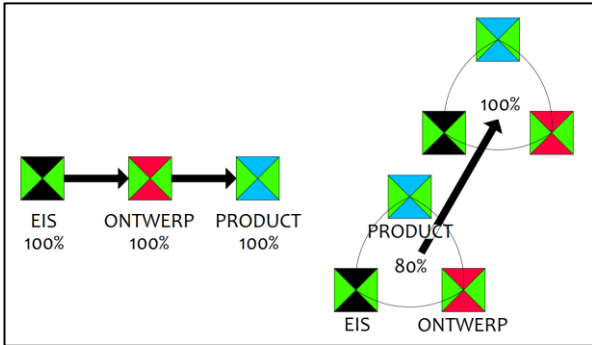 EIS
100%
ONTWERP
100%
PRODUCT
100%
100%
PRODUCT
80%
EIS
ONTWERP